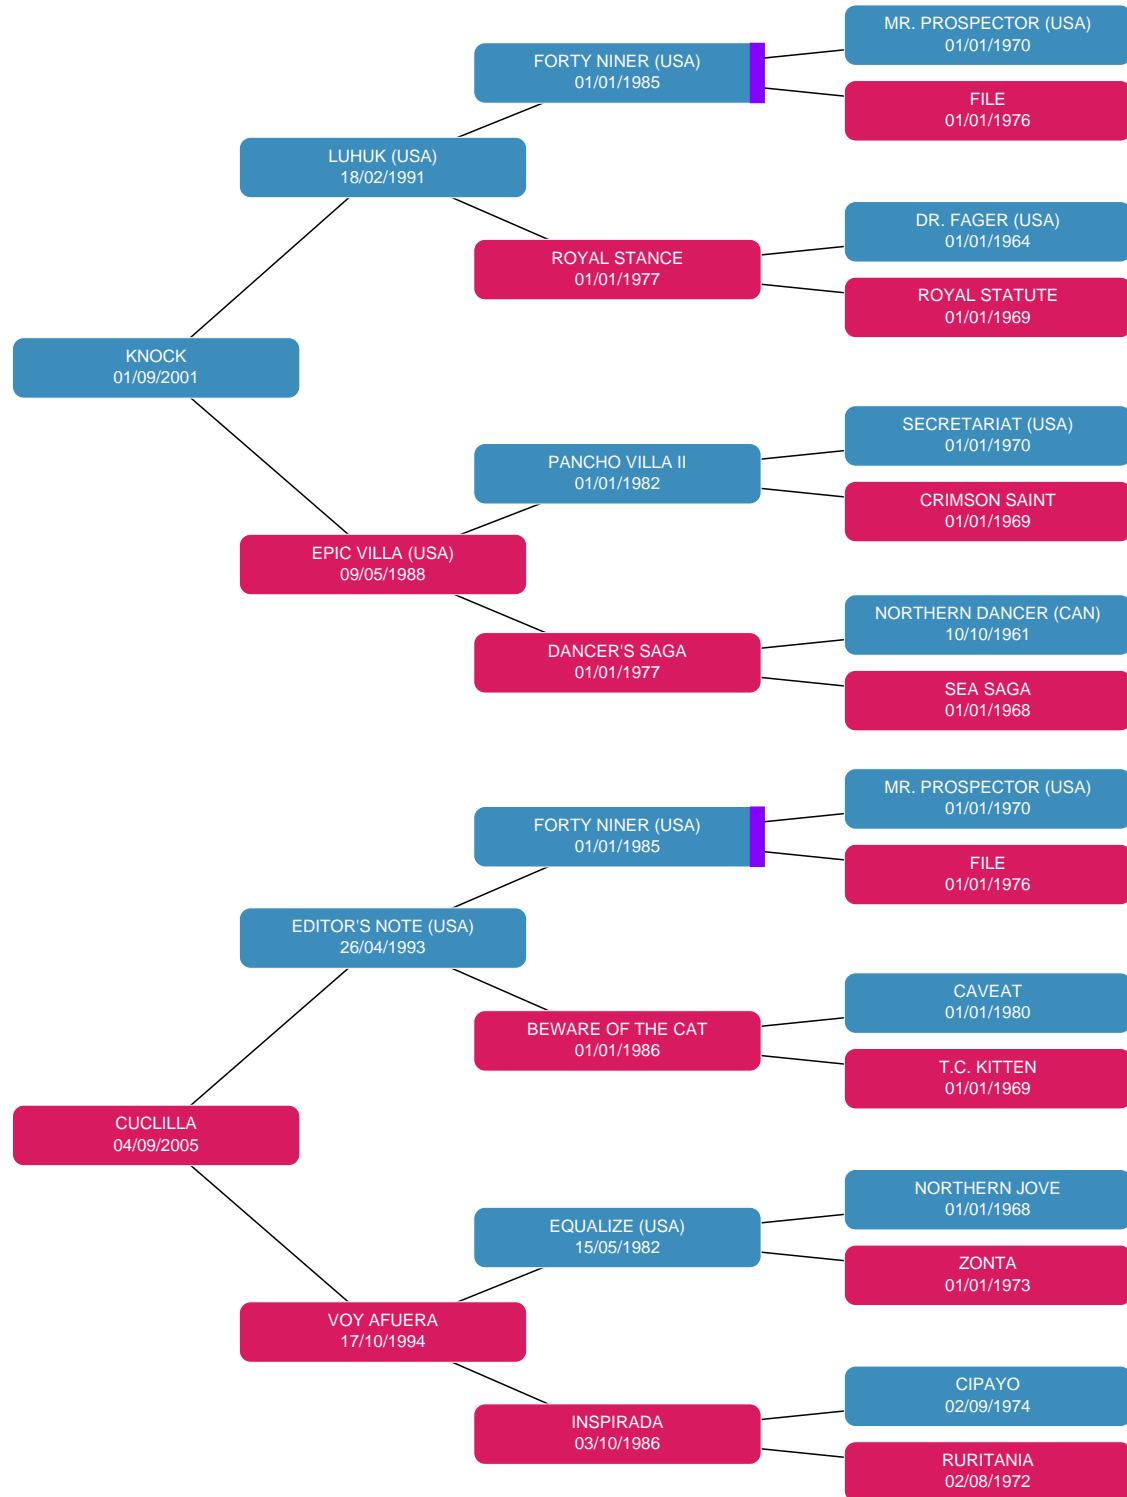 MR. PROSPECTOR (USA)
01/01/1970
FORTY NINER (USA)
01/01/1985
FILE
01/01/1976
LUHUK (USA)
18/02/1991
DR. FAGER (USA)
01/01/1964
ROYAL STANCE
01/01/1977
ROYAL STATUTE
01/01/1969
KNOCK
01/09/2001
SECRETARIAT (USA)
01/01/1970
PANCHO VILLA II
01/01/1982
CRIMSON SAINT
01/01/1969
EPIC VILLA (USA)
09/05/1988
NORTHERN DANCER (CAN)
10/10/1961
DANCER'S SAGA
01/01/1977
SEA SAGA
01/01/1968
MR. PROSPECTOR (USA)
01/01/1970
FORTY NINER (USA)
01/01/1985
FILE
01/01/1976
EDITOR'S NOTE (USA)
26/04/1993
CAVEAT
01/01/1980
BEWARE OF THE CAT
01/01/1986
T.C. KITTEN
01/01/1969
CUCLILLA
04/09/2005
NORTHERN JOVE
01/01/1968
EQUALIZE (USA)
15/05/1982
ZONTA
01/01/1973
VOY AFUERA
17/10/1994
CIPAYO
02/09/1974
INSPIRADA
03/10/1986
RURITANIA
02/08/1972